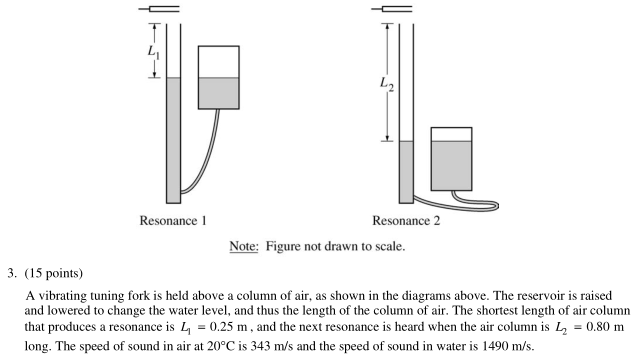 L₁
L₂
Resonance 1
Resonance 2
Note: Figure not drawn to scale.
3. (15 points)
A vibrating tuning fork is held above a column of air, as shown in the diagrams above. The reservoir is raised
and lowered to change the water level, and thus the length of the column of air. The shortest length of air column
that produces a resonance is L₁ = 0.25 m , and the next resonance is heard when the air column is L₂ = 0.80 m
long. The speed of sound in air at 20°C is 343 m/s and the speed of sound in water is 1490 m/s.